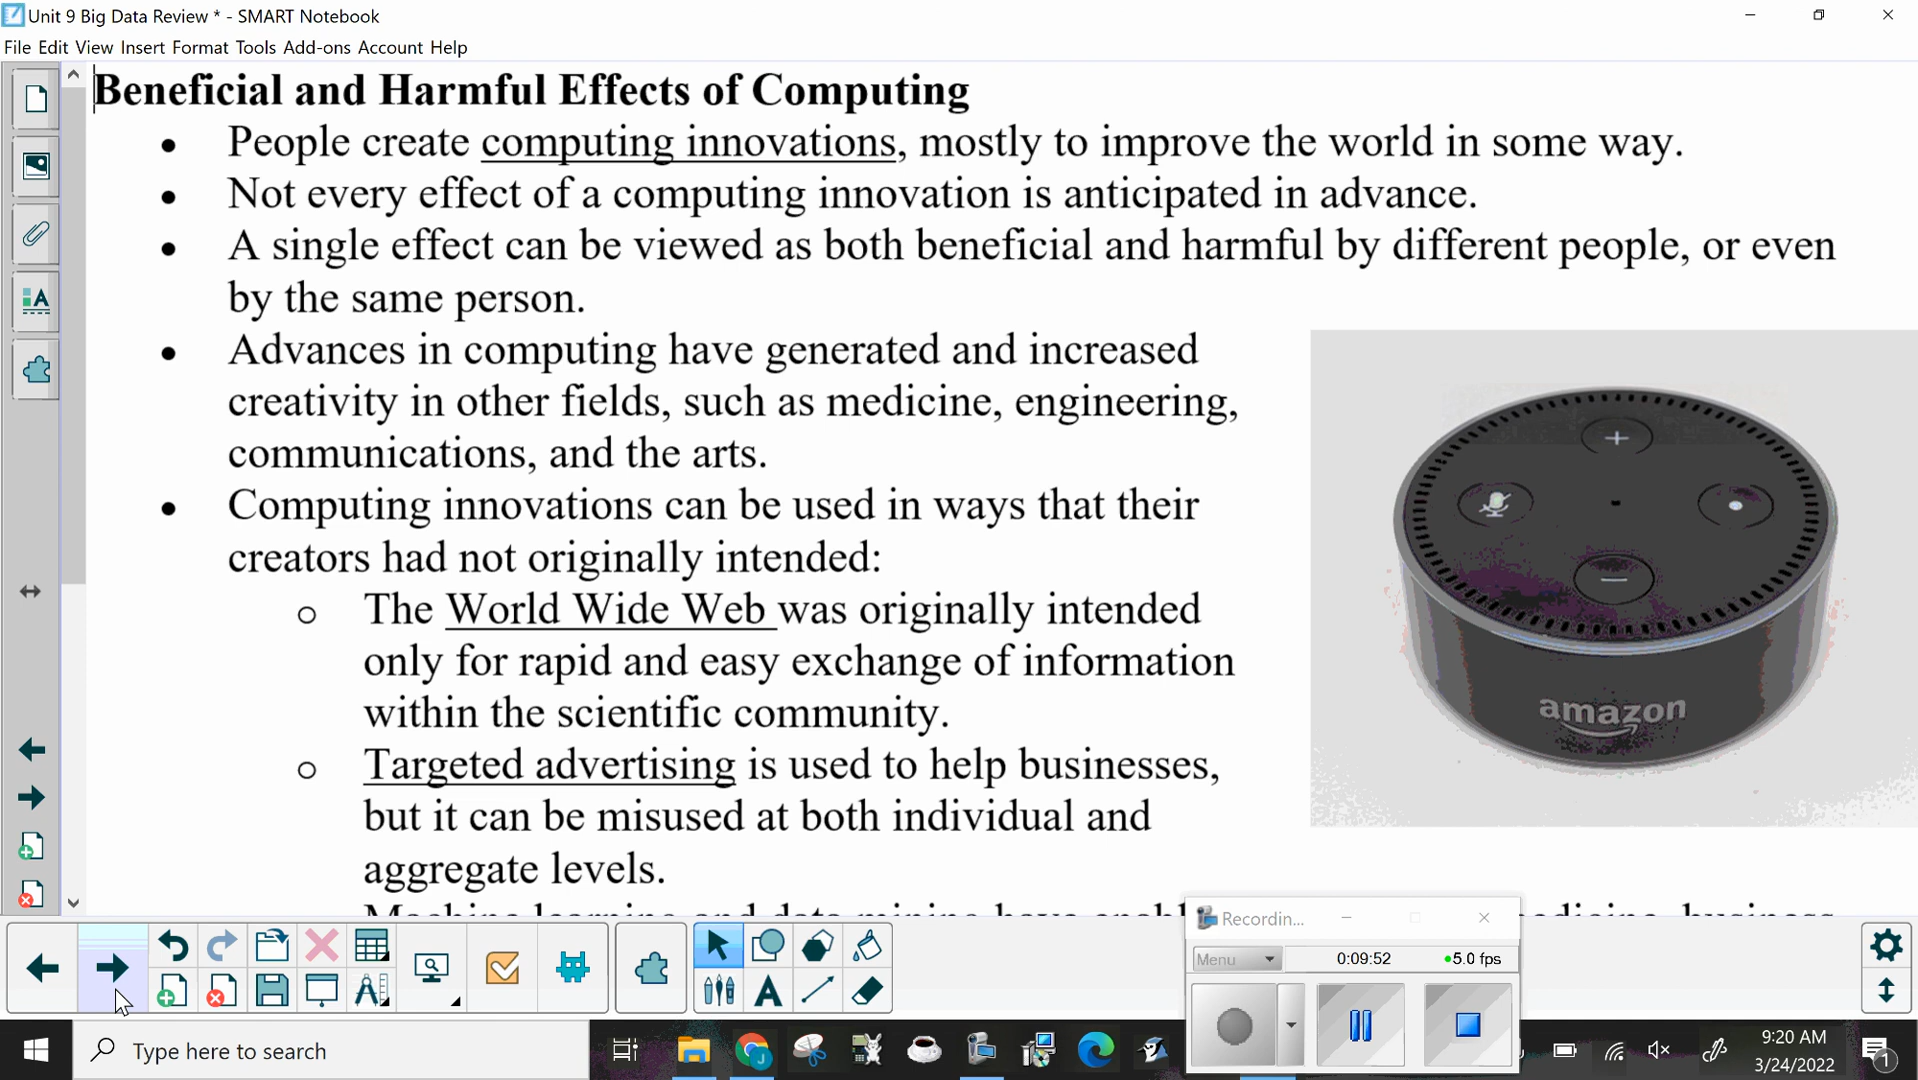 Unit 9 Big Data Review * - SMART Notebook
File Edit View Insert Format Tools Add-ons Account Help
Beneficial and Harmful Effects of Computing
• People create computing innovations, mostly to improve the world in some way.
• Not every effect of a computing innovation is anticipated in advance.
• A single effect can be viewed as both beneficial and harmful by different people, or even
by the same person.
• Advances in computing have generated and increased
creativity in other fields, such as medicine, engineering,
communications, and the arts.
• Computing innovations can be used in ways that their
creators had not originally intended:
o The World Wide Web was originally intended
only for rapid and easy exchange of information
within the scientific community.
o Targeted advertising is used to help businesses,
but it can be misused at both individual and
aggregate levels.
amazon
Recordin...
Menu 0:09:52 5.0 fps
Type here to search
9:20 AM
3/24/2022
1